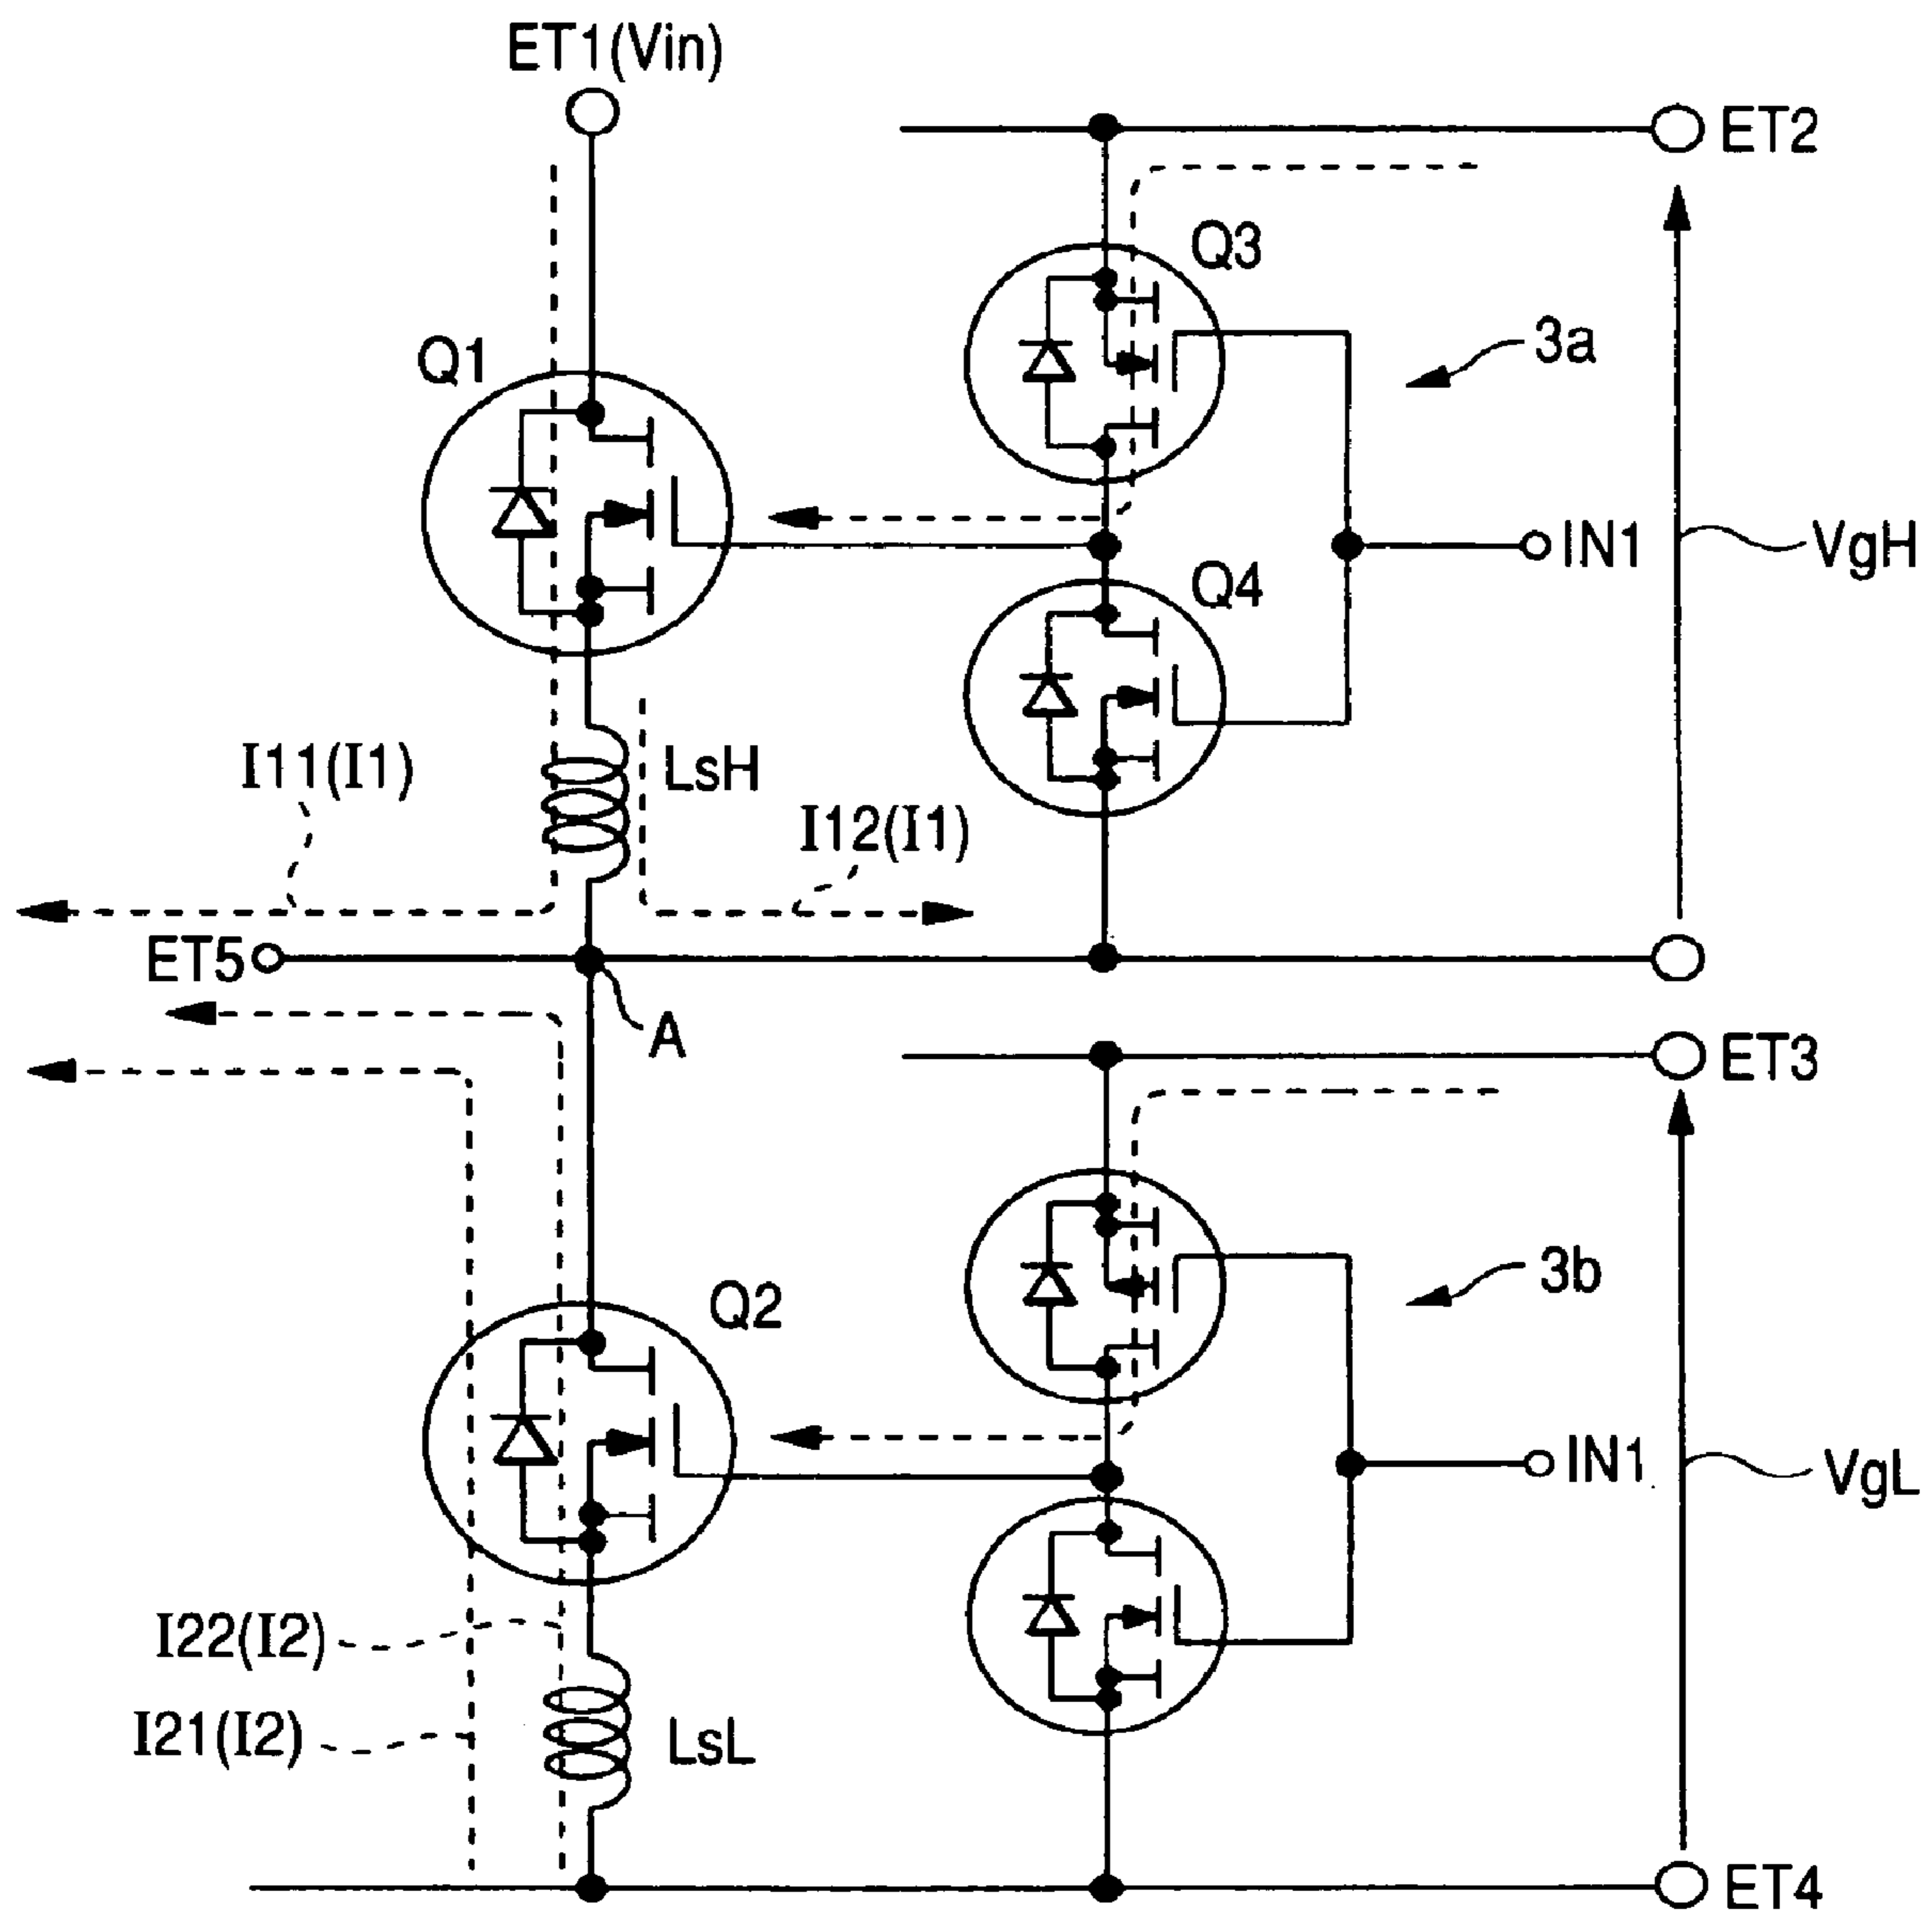 ET1(Vin)
ET2
Q3
3a
Q1
IN1
VgH
Q4
I11(I1)
LsH
I12(I1)
ET5
A
ET3
3b
Q2
IN1
VgL
I22(I2)
I21(I2)
LsL
ET4